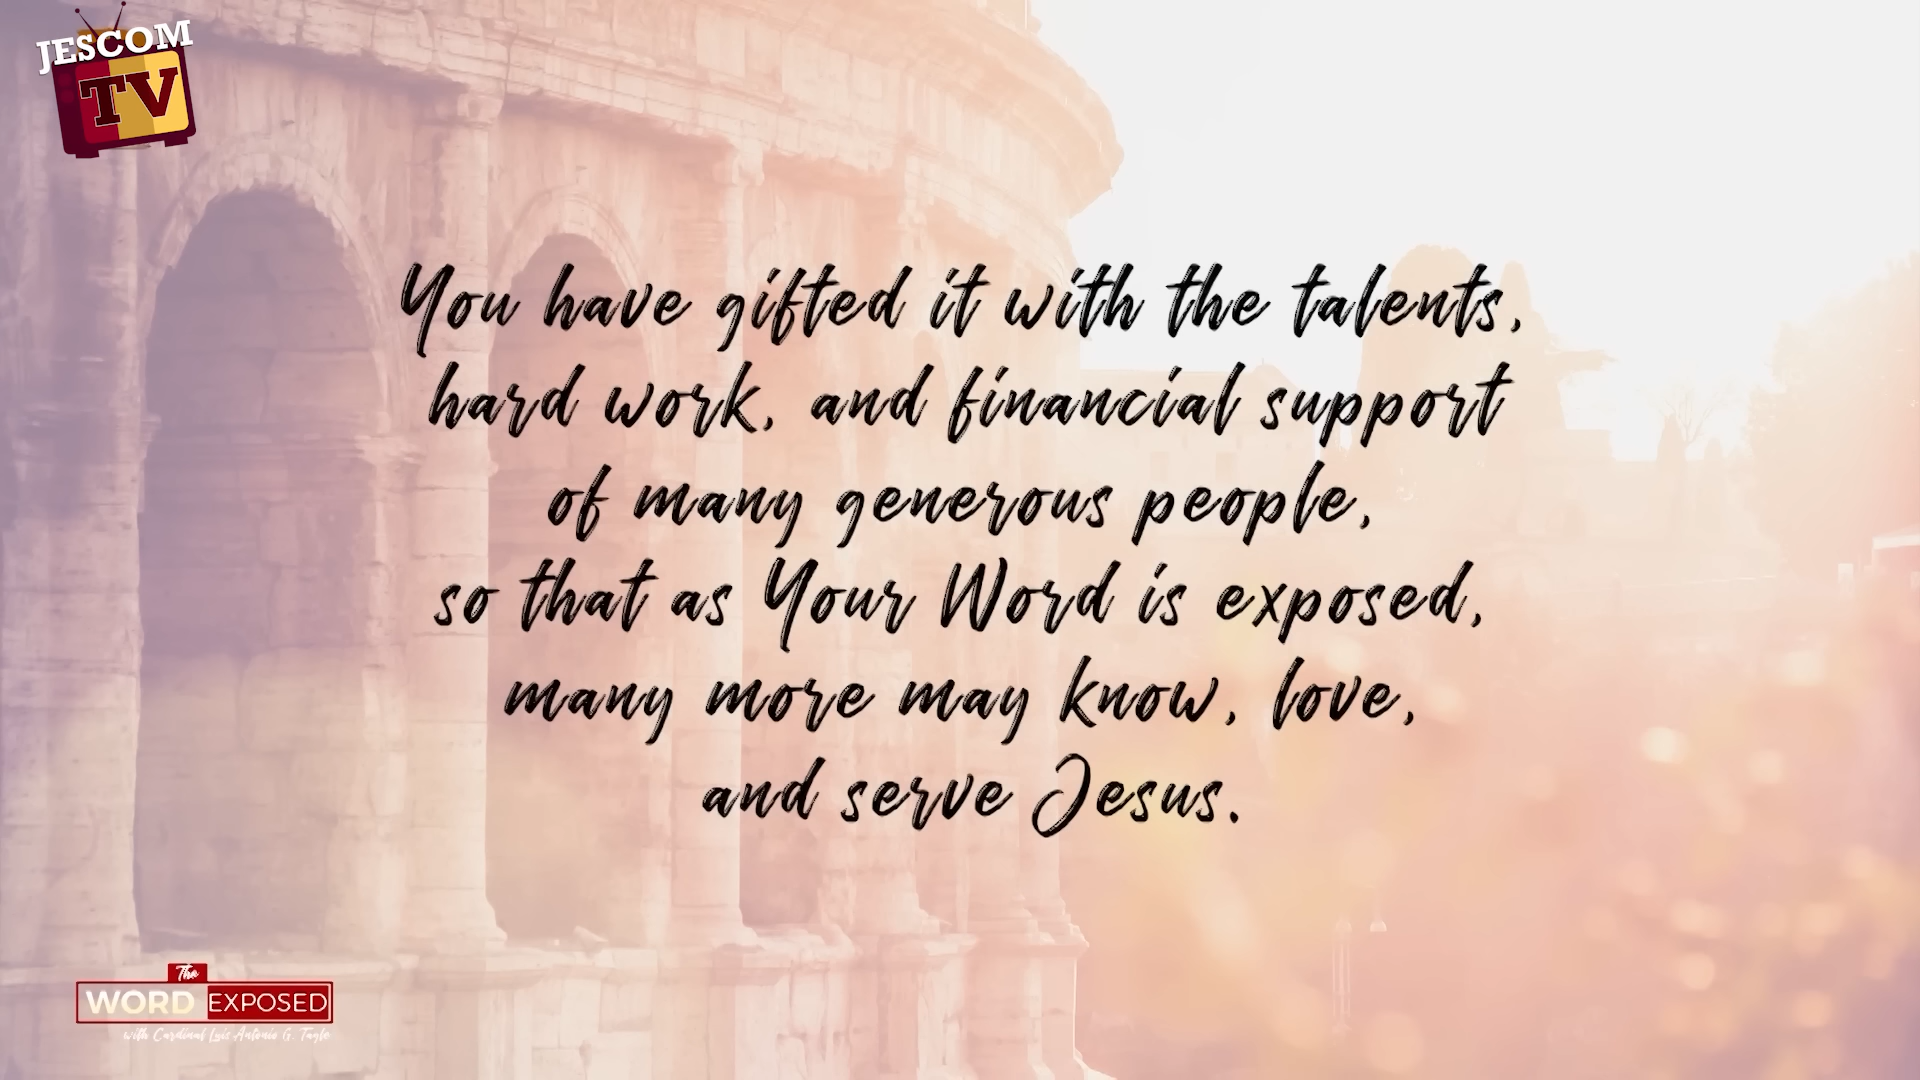 JESCOM
TV
You have gifted it with the talents,
hard work, and financial support
of many generous people,
so that as Your Word is exposed,
many more may know, love,
and serve Jesus.
The
WORD EXPOSED
with Cardinal Luis Antonio G. Tagle